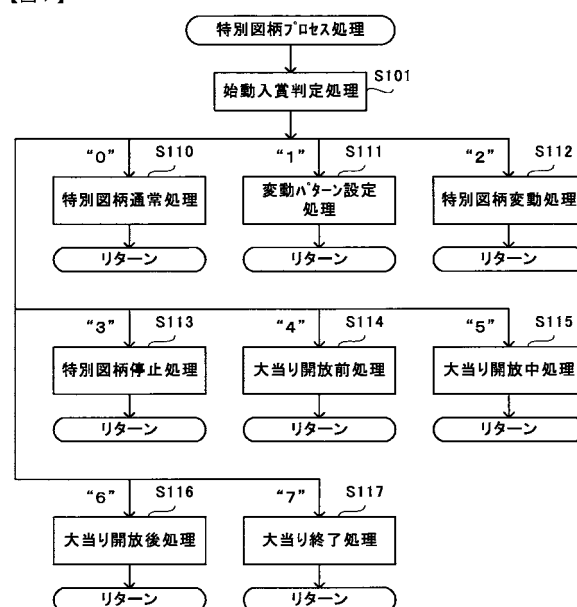 特別図柄プロセス処理
S101
始動入賞判定処理
“0”
S110
“1”
S111
“2”
S112
特別図柄通常処理
変動パターン設定
処理
特別図柄変動処理
リターン
リターン
リターン
“3”
S113
“4”
S114
“5”
S115
特別図柄停止処理
大当り開放前処理
大当り開放中処理
リターン
リターン
リターン
“6”
S116
“7”
S117
大当り開放後処理
大当り終了処理
リターン
リターン